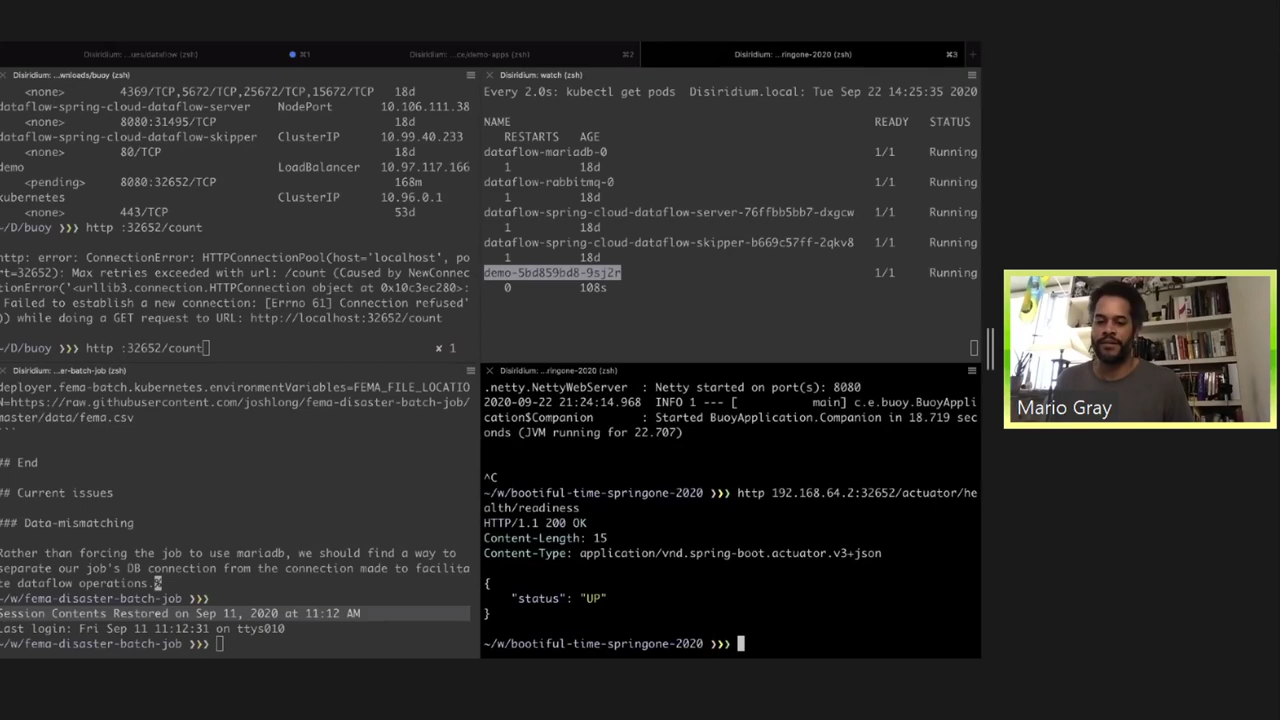 Disiridium: ...ues/dataflow (zsh)
⌘1
Disiridium: ...ce/demo-apps (zsh)
⌘2
Disiridium: ...ringone-2020 (zsh)
⌘3
Disiridium: ...wnloads/buoy (zsh)
<none> 4369/TCP,5672/TCP,25672/TCP,15672/TCP 18d
dataflow-spring-cloud-dataflow-server NodePort 10.106.111.38
<none> 8080:31495/TCP 18d
dataflow-spring-cloud-dataflow-skipper ClusterIP 10.99.40.233
<none> 80/TCP 18d
demo LoadBalancer 10.97.117.166
<pending> 8080:32652/TCP 168m
kubernetes ClusterIP 10.96.0.1
<none> 443/TCP 53d
~/D/buoy ❯❯❯ http :32652/count
http: error: ConnectionError: HTTPConnectionPool(host='localhost', po
rt=32652): Max retries exceeded with url: /count (Caused by NewConnec
tionError('<urllib3.connection.HTTPConnection object at 0x10c3ec280>:
Failed to establish a new connection: [Errno 61] Connection refused'
)) while doing a GET request to URL: http://localhost:32652/count
~/D/buoy ❯❯❯ http :32652/count ✘ 1
Disiridium: watch (zsh)
Every 2.0s: kubectl get pods Disiridium.local: Tue Sep 22 14:25:35 2020
NAME READY STATUS
RESTARTS AGE
dataflow-mariadb-0 1/1 Running
1 18d
dataflow-rabbitmq-0 1/1 Running
1 18d
dataflow-spring-cloud-dataflow-server-76ffbb5bb7-dxgcw 1/1 Running
1 18d
dataflow-spring-cloud-dataflow-skipper-b669c57ff-2qkv8 1/1 Running
1 18d
demo-5bd859bd8-9sj2r 1/1 Running
0 108s
Disiridium: ...er-batch-job (zsh)
deployer.fema-batch.kubernetes.environmentVariables=FEMA_FILE_LOCATIO
N=https://raw.githubusercontent.com/joshlong/fema-disaster-batch-job/
master/data/fema.csv
```
## End
## Current issues
### Data-mismatching
Rather than forcing the job to use mariadb, we should find a way to
separate our job's DB connection from the connection made to facilita
te dataflow operations.%
~/w/fema-disaster-batch-job ❯❯❯
Session Contents Restored on Sep 11, 2020 at 11:12 AM
Last login: Fri Sep 11 11:12:31 on ttys010
~/w/fema-disaster-batch-job ❯❯❯
Disiridium: ...ringone-2020 (zsh)
.netty.NettyWebServer : Netty started on port(s): 8080
2020-09-22 21:24:14.968 INFO 1 --- [ main] c.e.buoy.BuoyAppli
cation$Companion : Started BuoyApplication.Companion in 18.719 sec
onds (JVM running for 22.707)
^C
~/w/bootiful-time-springone-2020 ❯❯❯ http 192.168.64.2:32652/actuator/he
alth/readiness
HTTP/1.1 200 OK
Content-Length: 15
Content-Type: application/vnd.spring-boot.actuator.v3+json
{
"status": "UP"
}
~/w/bootiful-time-springone-2020 ❯❯❯
Mario Gray